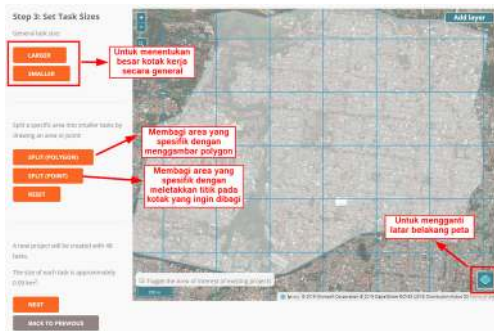 Step 3: Set Task Sizes
General task size:
LARGER
SMALLER
Untuk menentukan
besar kotak kerja
secara general
Add layer
Split a specific area into smaller tasks by
drawing an area or point:
SPLIT (POLYGON)
SPLIT (POINT)
RESET
Membagi area yang
spesifik dengan
menggambar polygon
Membagi area yang
spesifik dengan
meletakkan titik pada
kotak yang ingin dibagi
Untuk mengganti
latar belakang peta
A new project will be created with 48
tasks.
The size of each task is approximately
km².
NEXT
BACK TO PREVIOUS